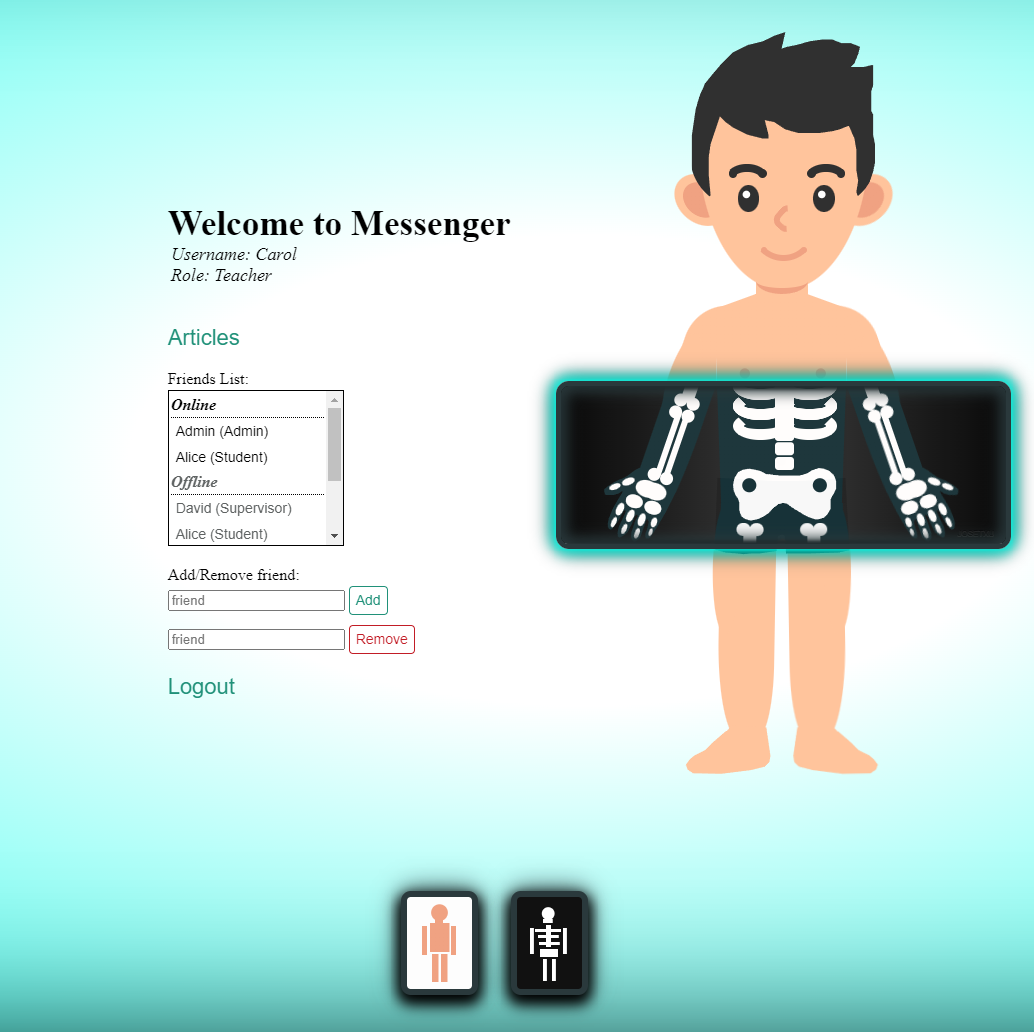 Welcome to Messenger
Username: Carol
Role: Teacher
Articles
Friends List:
Online
Admin (Admin)
Alice (Student)
Offline
David (Supervisor)
Alice (Student)
Add/Remove friend:
friend Add
friend Remove
Logout